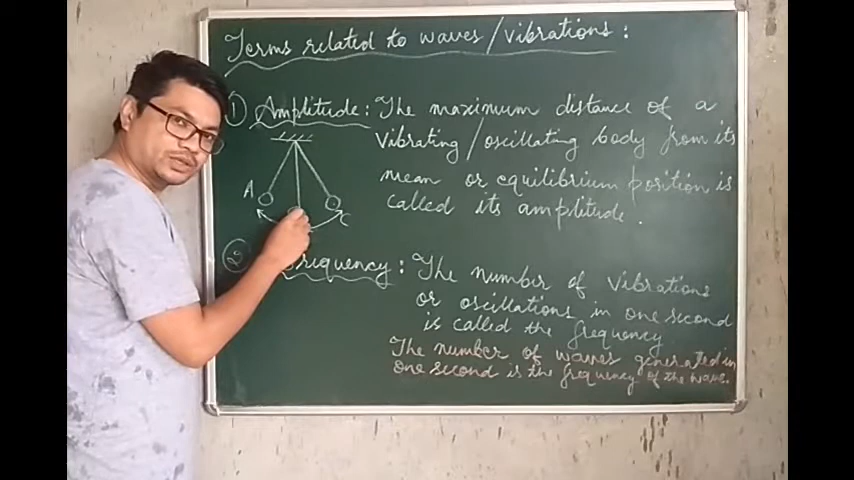 Terms related to waves/vibrations :
① Amplitude : The maximum distance of a
vibrating/oscillating body from its
mean or equilibrium position is
called its amplitude.
A
C
② Frequency : The number of vibrations
or oscillations in one second
is called the frequency
The number of waves generated in
one second is the frequency of the wave.